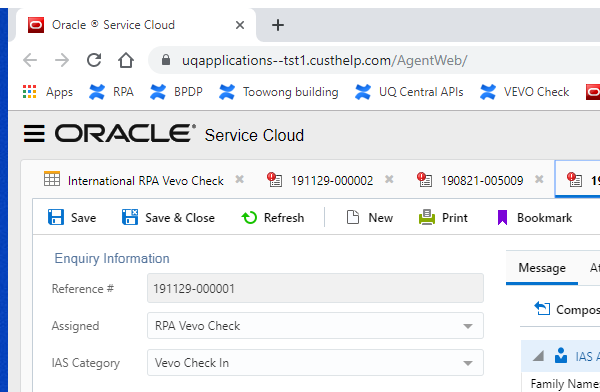 Oracle ® Service Cloud
uqapplications--tst1.custhelp.com/AgentWeb/
Apps RPA BPDP Toowong building UQ Central APIs VEVO Check
ORACLE® Service Cloud
International RPA Vevo Check 191129-000002 190821-005009 19
Save Save & Close Refresh New Print Bookmark
Enquiry Information
Message At
Reference # 191129-000001
Compos
Assigned RPA Vevo Check
IAS Category Vevo Check In
IAS A
Family Name